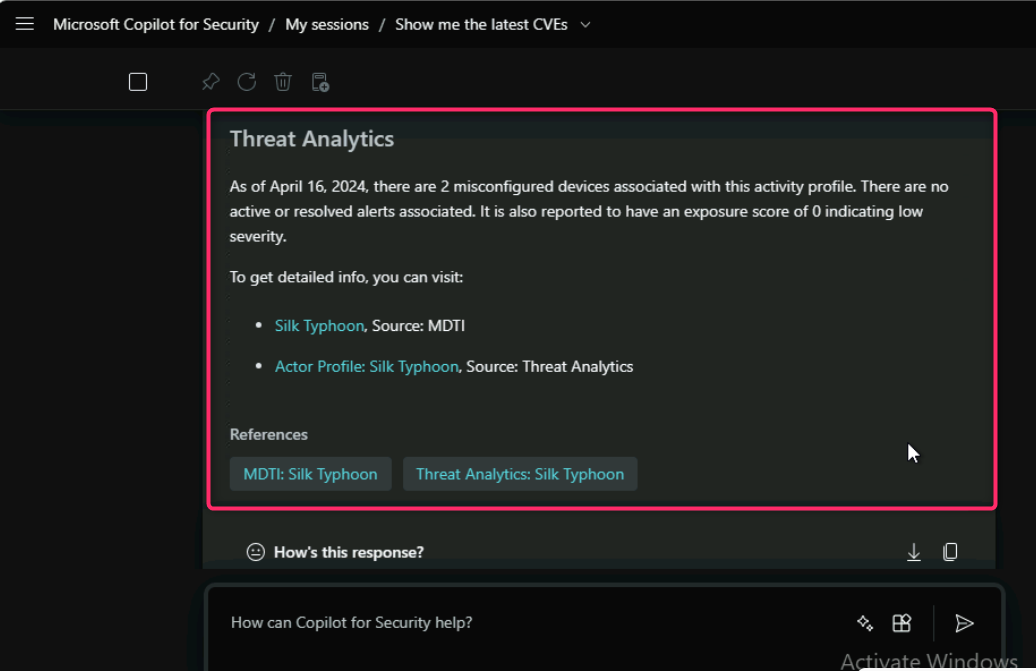 Microsoft Copilot for Security / My sessions / Show me the latest CVEs
Threat Analytics
As of April 16, 2024, there are 2 misconfigured devices associated with this activity profile. There are no
active or resolved alerts associated. It is also reported to have an exposure score of 0 indicating low
severity.
To get detailed info, you can visit:
• Silk Typhoon, Source: MDTI
• Actor Profile: Silk Typhoon, Source: Threat Analytics
References
MDTI: Silk Typhoon Threat Analytics: Silk Typhoon
How's this response?
How can Copilot for Security help?
Activate Windows